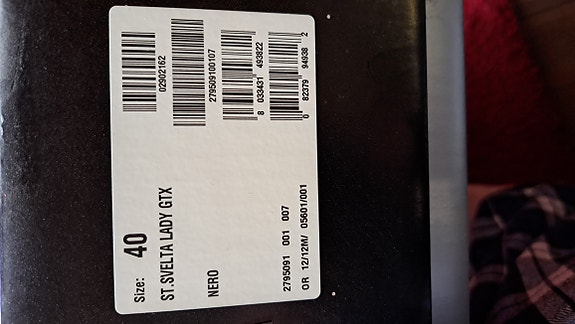 Size: 40
ST.SVELTA LADY GTX
NERO
2795091 001 007
OR 12/12M/ 05601/001
02902162
279509100107
8 033431 493822
0 82379 94938 2